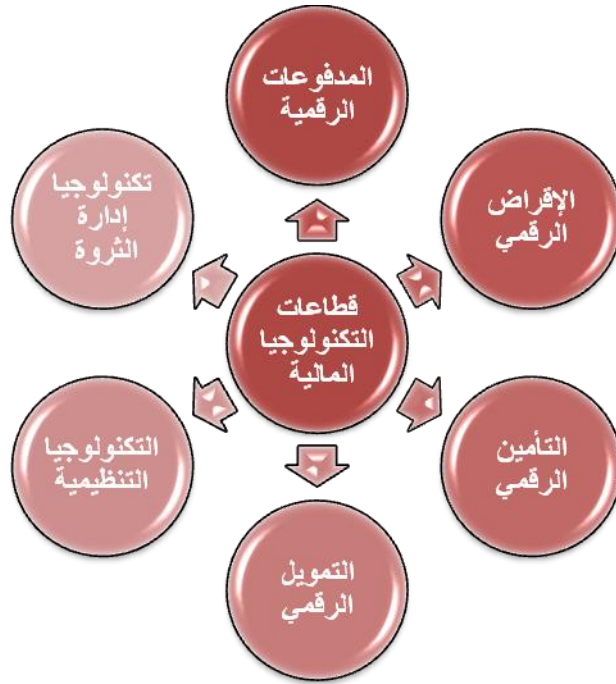 المدفوعات
الرقمية
الإقراض
الرقمي
تكنولوجيا
إدارة
الثروة
قطاعات
التكنولوجيا
المالية
التأمين
الرقمي
التكنولوجيا
التنظيمية
التمويل
الرقمي